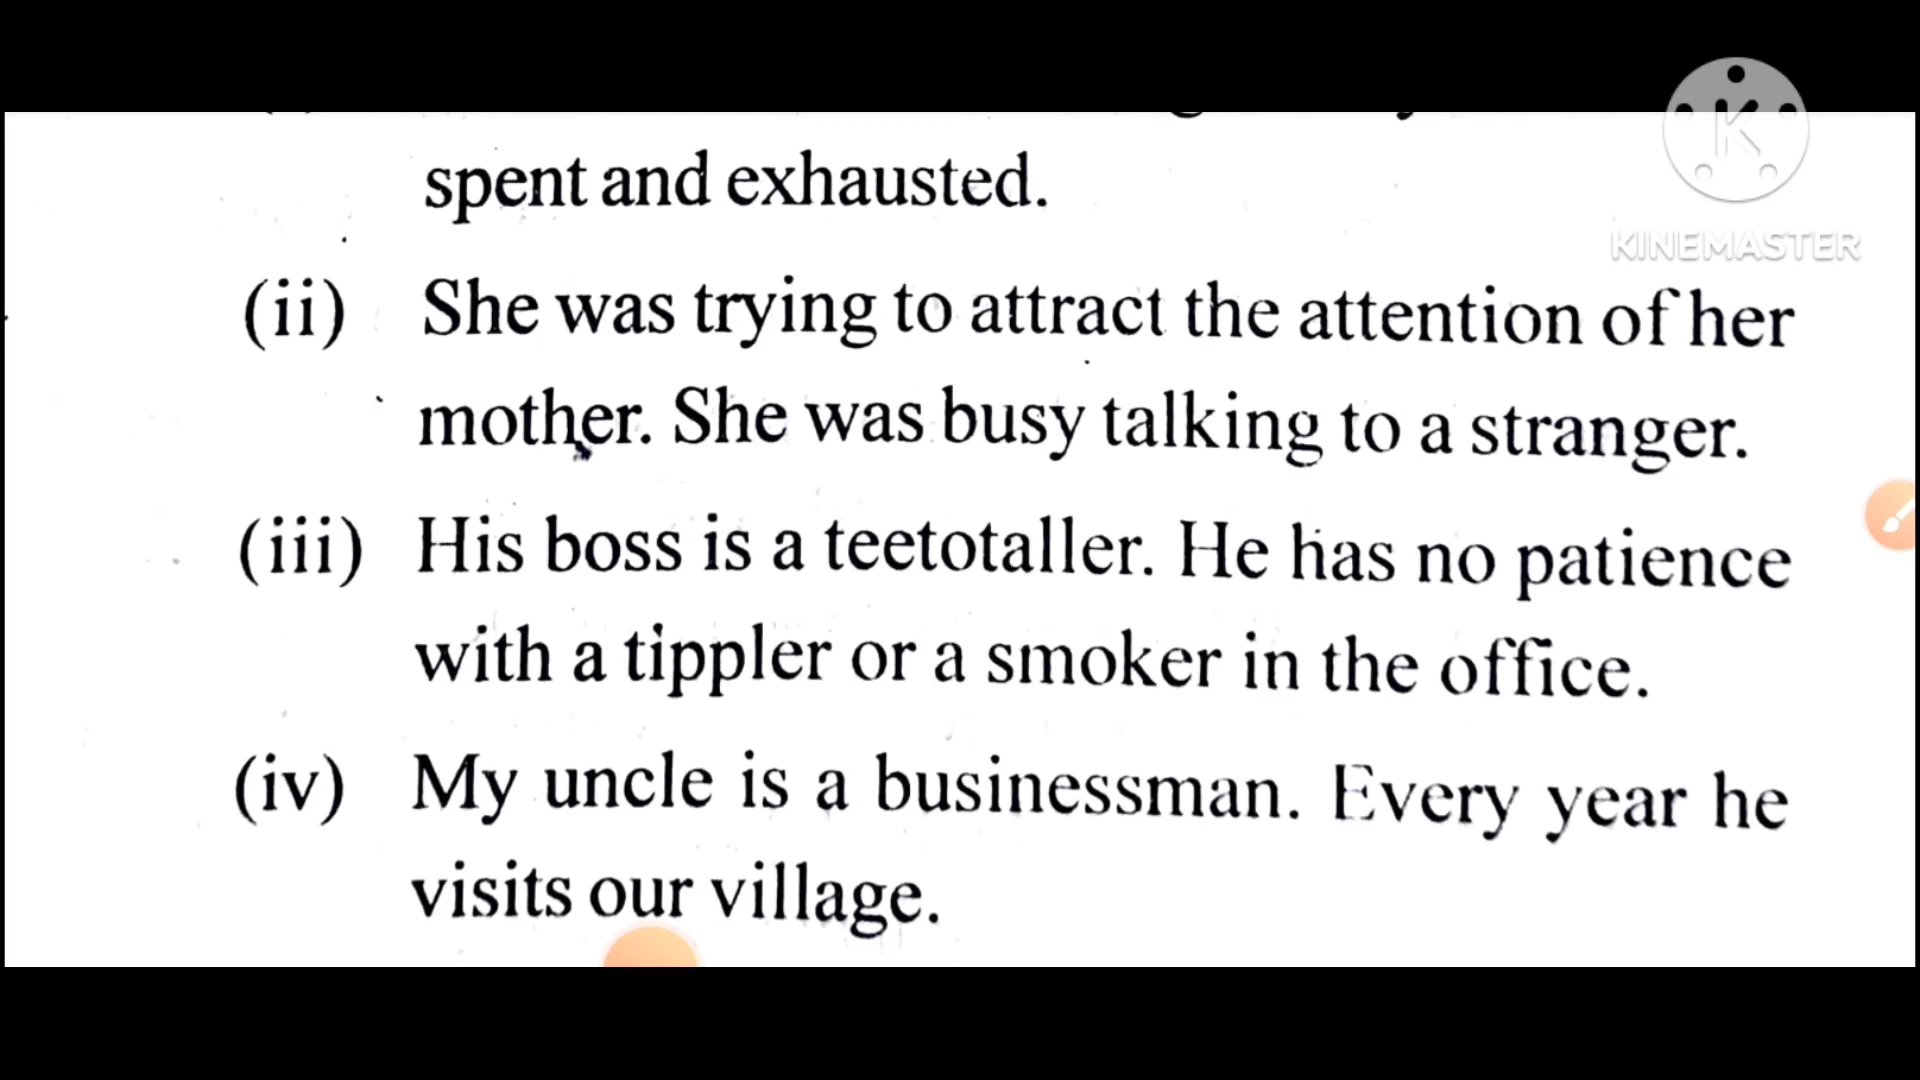 spent and exhausted.
(ii) She was trying to attract the attention of her
mother. She was busy talking to a stranger.
(iii) His boss is a teetotaller. He has no patience
with a tippler or a smoker in the office.
(iv) My uncle is a businessman. Every year he
visits our village.
K
KINEMASTER